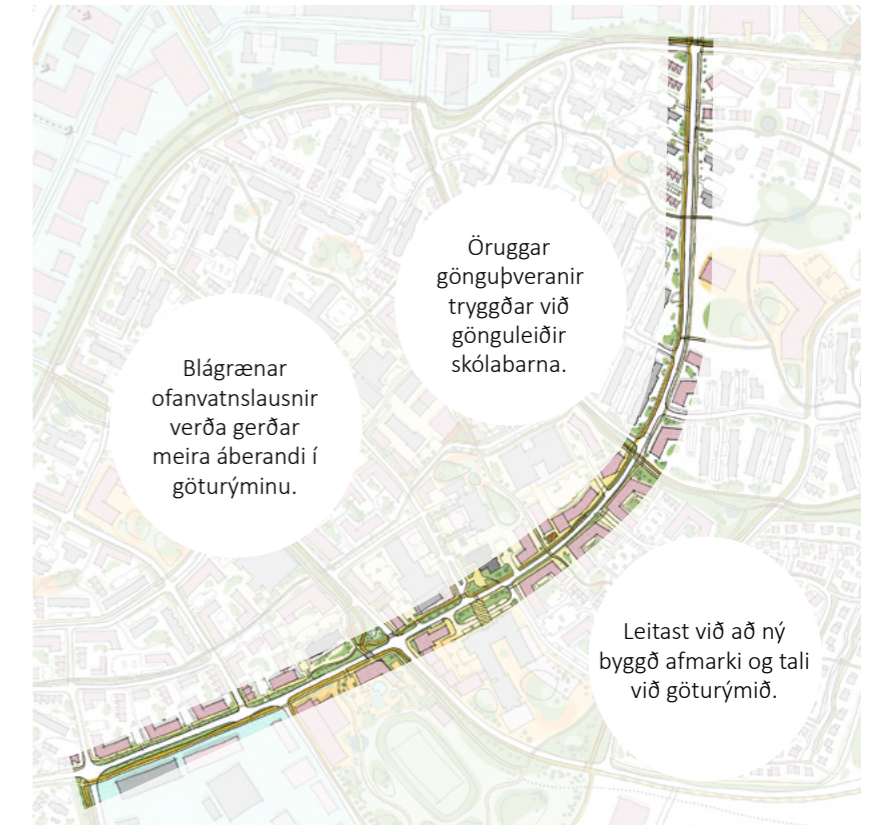 Öruggar
gönguþveranir
tryggðar við
gönguleiðir
skólabarna.
Blágrænar
ofanvatnslausnir
verða gerðar
meira áberandi í
göturýminu.
Leitast við að ný
byggð afmarki og tali
við göturýmið.